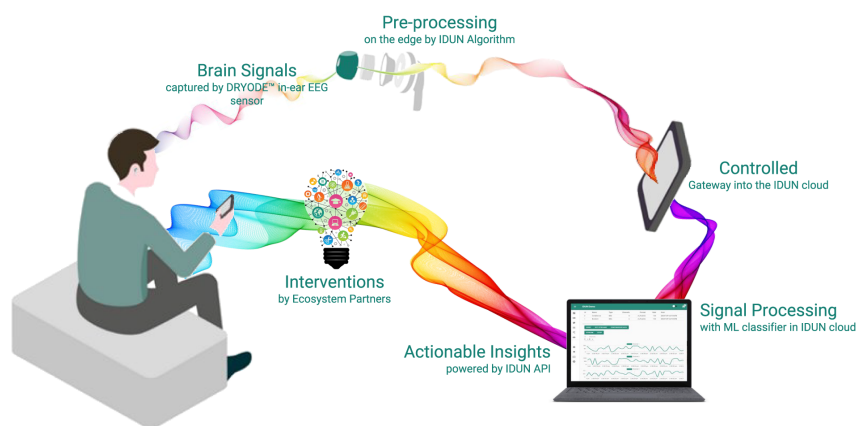 Pre-processing
on the edge by IDUN Algorithm
Brain Signals
captured by DRYODE™ in-ear EEG
sensor
Controlled
Gateway into the IDUN cloud
Interventions
by Ecosystem Partners
Signal Processing
with ML classifier in IDUN cloud
Actionable Insights
powered by IDUN API